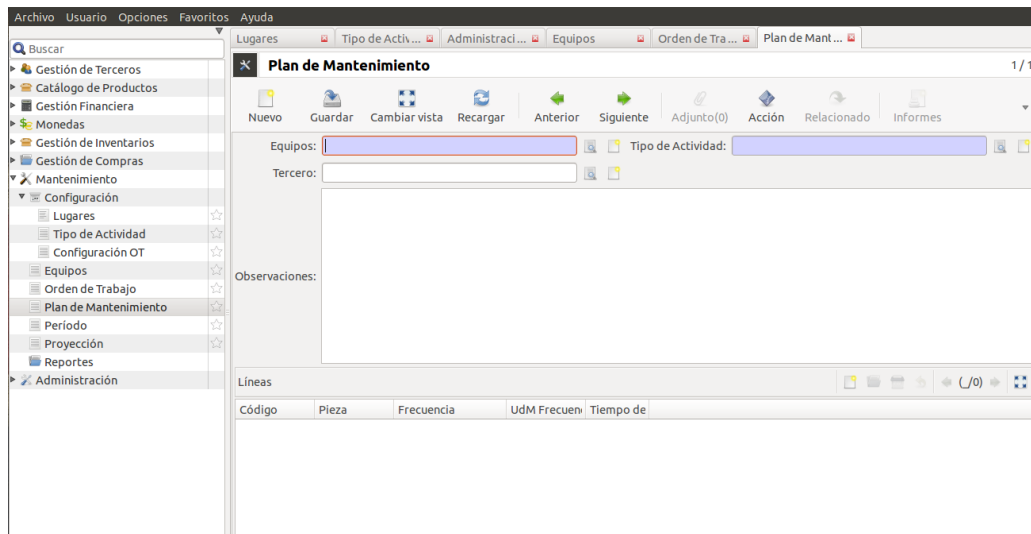 Archivo Usuario Opciones Favoritos Ayuda
Buscar
Gestión de Terceros
Catálogo de Productos
Gestión Financiera
Monedas
Gestión de Inventarios
Gestión de Compras
Mantenimiento
Configuración
Lugares
Tipo de Actividad
Configuración OT
Equipos
Orden de Trabajo
Plan de Mantenimiento
Período
Proyección
Reportes
Administración
Lugares Tipo de Activ... Administraci... Equipos Orden de Tra... Plan de Mant...
Plan de Mantenimiento 1/1
Nuevo Guardar Cambiar vista Recargar Anterior Siguiente Adjunto(0) Acción Relacionado Informes
Equipos: Tipo de Actividad:
Tercero:
Observaciones:
Líneas (_/0)
Código Pieza Frecuencia UdM Frecuen Tiempo de